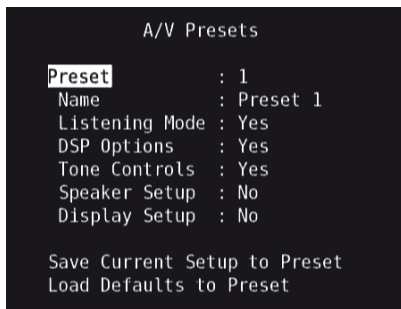 A/V Presets
Preset : 1
Name : Preset 1
Listening Mode : Yes
DSP Options : Yes
Tone Controls : Yes
Speaker Setup : No
Display Setup : No
Save Current Setup to Preset
Load Defaults to Preset